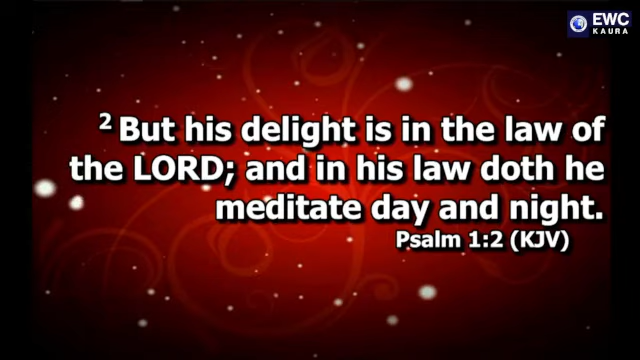 EWC
KAURA
2 But his delight is in the law of
the LORD; and in his law doth he
meditate day and night.
Psalm 1:2 (KJV)